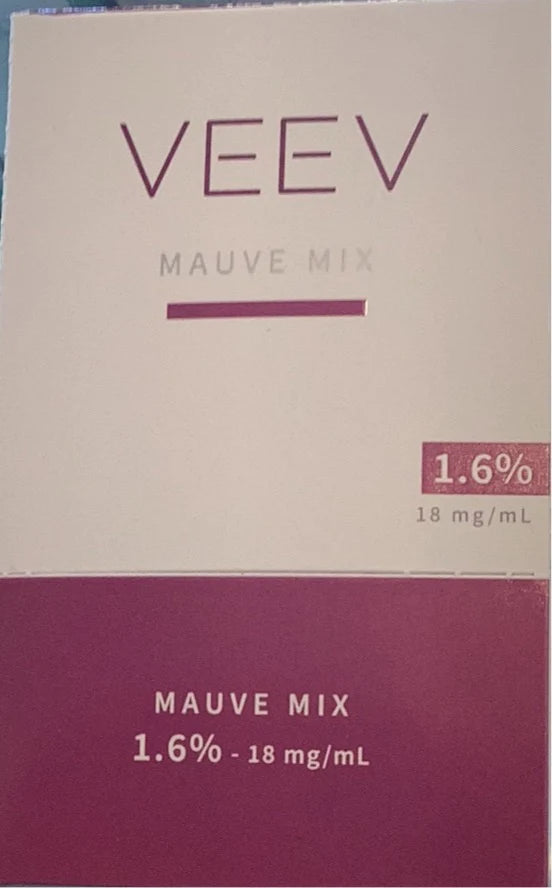 VEEV
MAUVE MIX
1.6%
18 mg/mL
MAUVE MIX
1.6% - 18 mg/mL